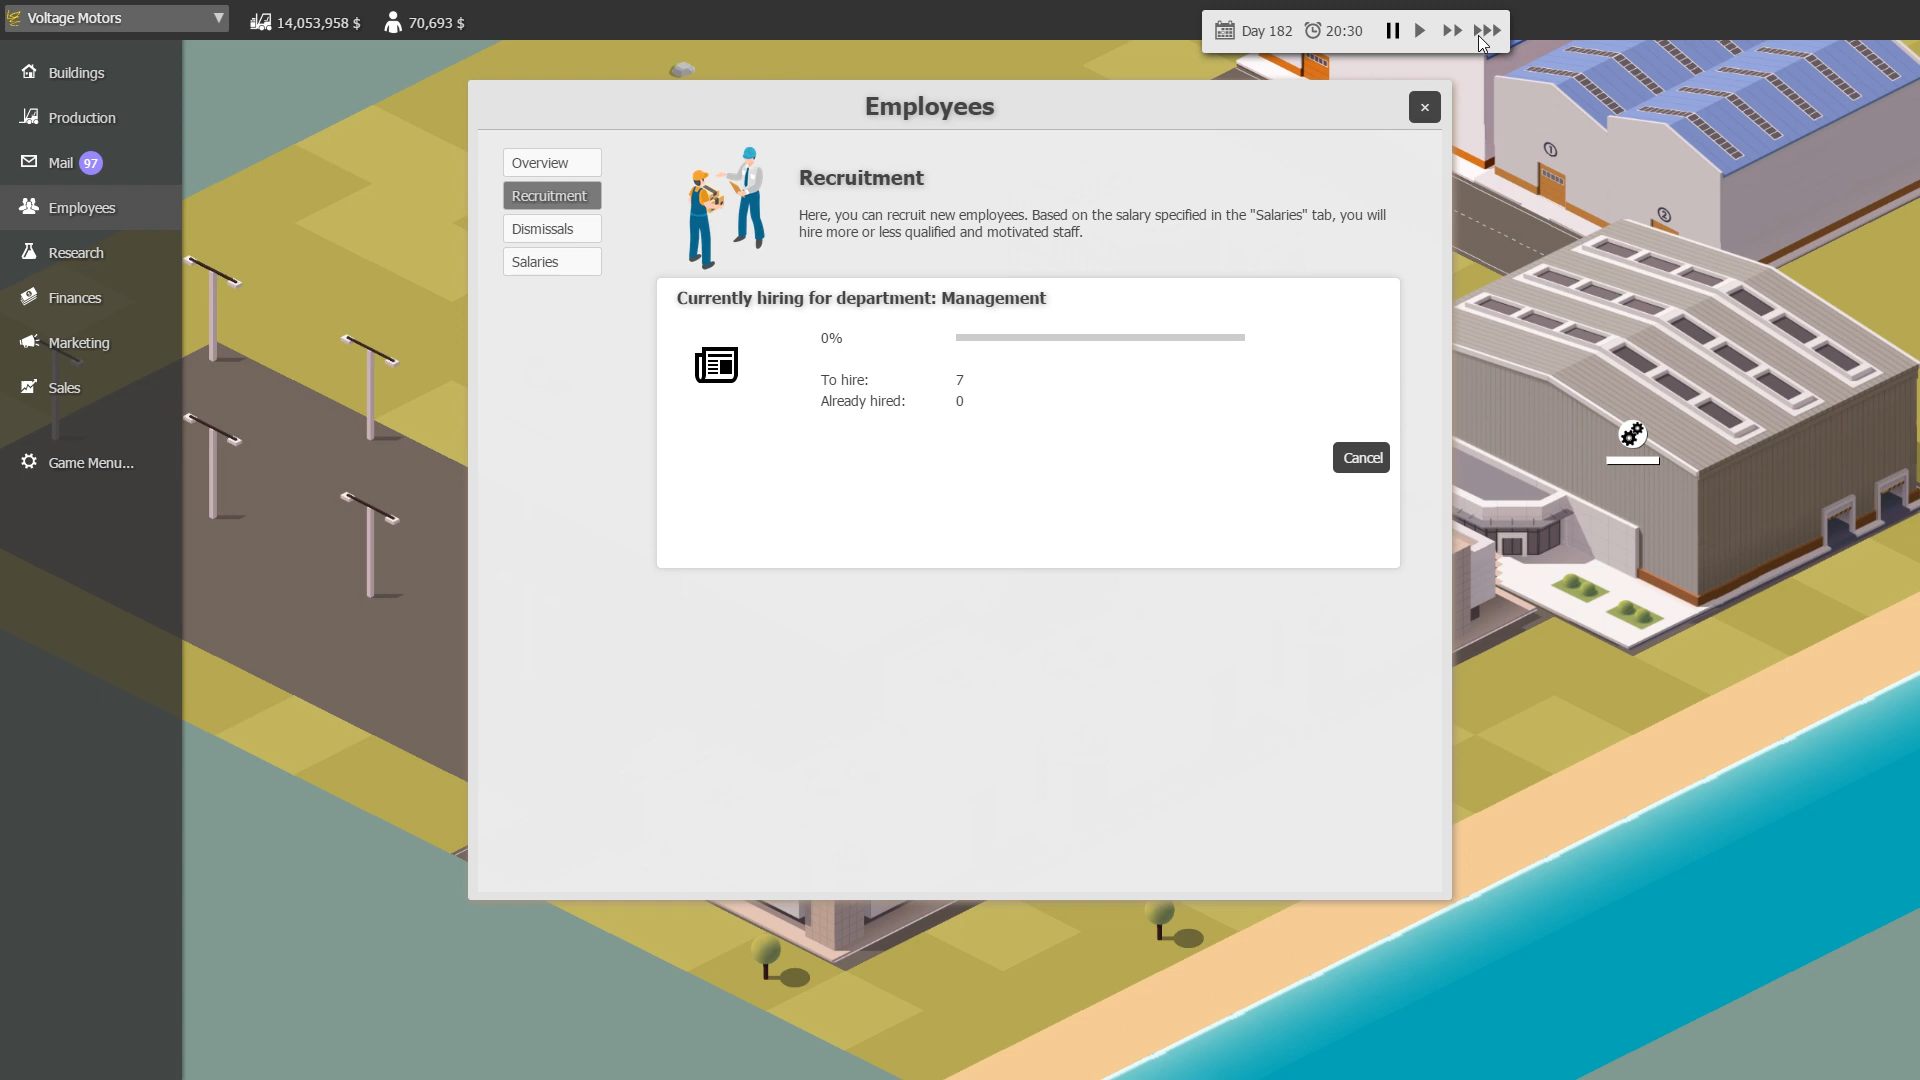 Voltage Motors
14,053,958 $
70,693 $
Day 182
20:30
Buildings
Production
Mail 97
Employees
Research
Finances
Marketing
Sales
Game Menu...
Employees
×
Overview
Recruitment
Dismissals
Salaries
Recruitment
Here, you can recruit new employees. Based on the salary specified in the "Salaries" tab, you will
hire more or less qualified and motivated staff.
Currently hiring for department: Management
0%
To hire: 7
Already hired: 0
Cancel
1
2